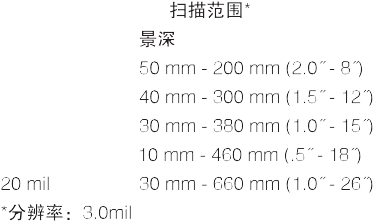 扫描范围*
景深
50 mm - 200 mm (2.0˝ - 8˝)
40 mm - 300 mm (1.5˝ - 12˝)
30 mm - 380 mm (1.0˝ - 15˝)
10 mm - 460 mm (.5˝ - 18˝)
20 mil 30 mm - 660 mm (1.0˝ - 26˝)
*分辨率：3.0mil